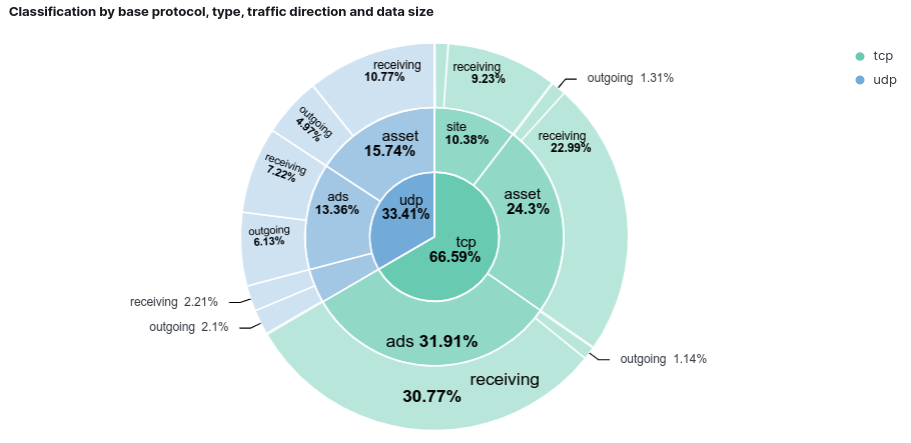 Classification by base protocol, type, traffic direction and data size
tcp
udp
receiving
10.77%
receiving
9.23%
outgoing 1.31%
outgoing
4.97%
site
10.38%
receiving
22.99%
asset
15.74%
receiving
7.22%
ads
13.36%
udp
33.41%
asset
24.3%
outgoing
6.13%
tcp
66.59%
receiving 2.21%
outgoing 2.1%
ads 31.91%
outgoing 1.14%
receiving
30.77%